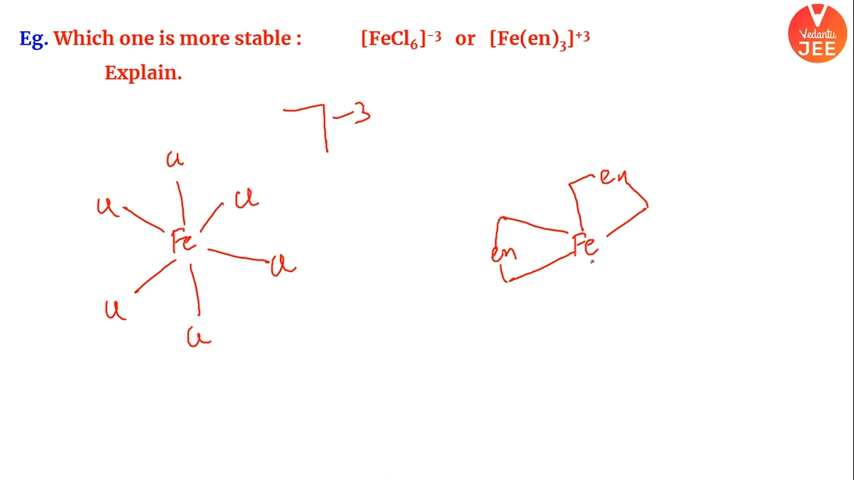 Eg. Which one is more stable : [FeCl₆]⁻³ or [Fe(en)₃]⁺³
Explain.
Vedantu
JEE
-3
Cl
Cl Cl
Fe
Cl
Cl
Cl
en
en Fe